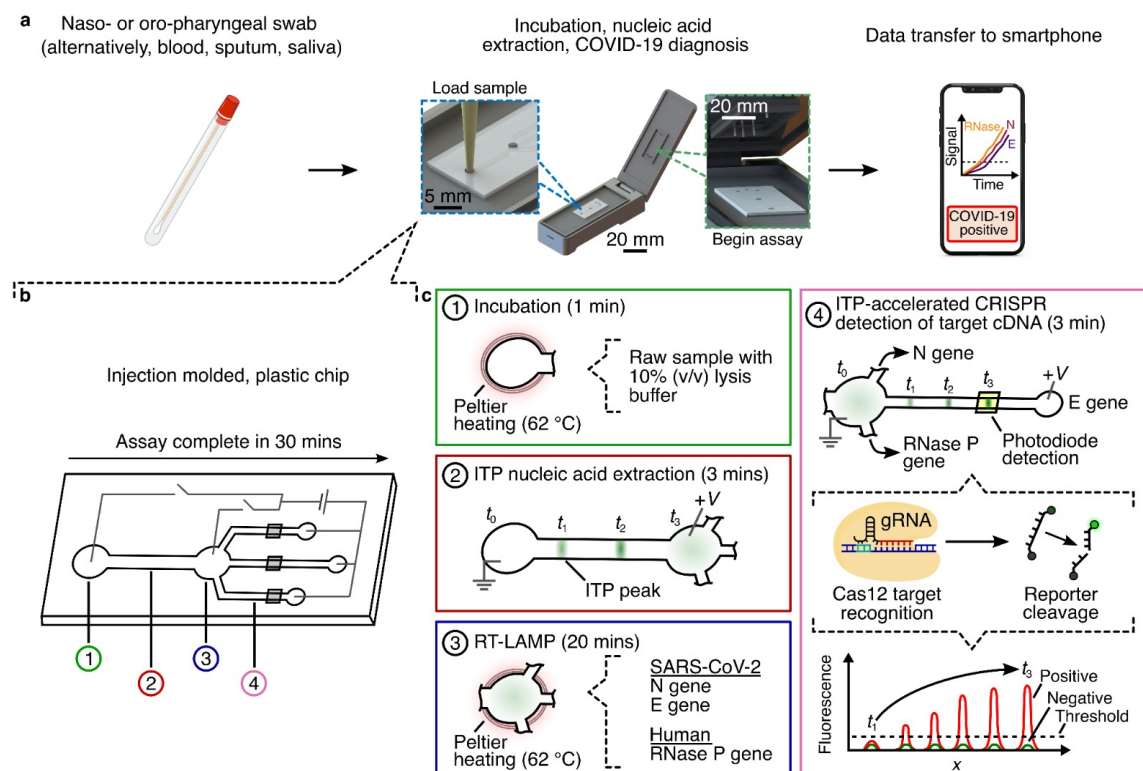 a
Naso- or oro-pharyngeal swab
(alternatively, blood, sputum, saliva)
Incubation, nucleic acid
extraction, COVID-19 diagnosis
Data transfer to smartphone
Load sample
5 mm
20 mm
20 mm
Begin assay
Signal
RNase
N
E
Time
COVID-19
positive
b
Injection molded, plastic chip
Assay complete in 30 mins
1
2
3
4
c
1 Incubation (1 min)
Peltier
heating (62 °C)
Raw sample with
10% (v/v) lysis
buffer
2 ITP nucleic acid extraction (3 mins)
t0
t1
t2
t3
+V
ITP peak
3 RT-LAMP (20 mins)
Peltier
heating (62 °C)
SARS-CoV-2
N gene
E gene
Human
RNase P gene
4 ITP-accelerated CRISPR
detection of target cDNA (3 min)
N gene
t0
t1
t2
t3
+V
E gene
RNase P
gene
Photodiode
detection
gRNA
Cas12 target
recognition
Reporter
cleavage
Fluorescence
t1
t3
Positive
Negative
Threshold
x